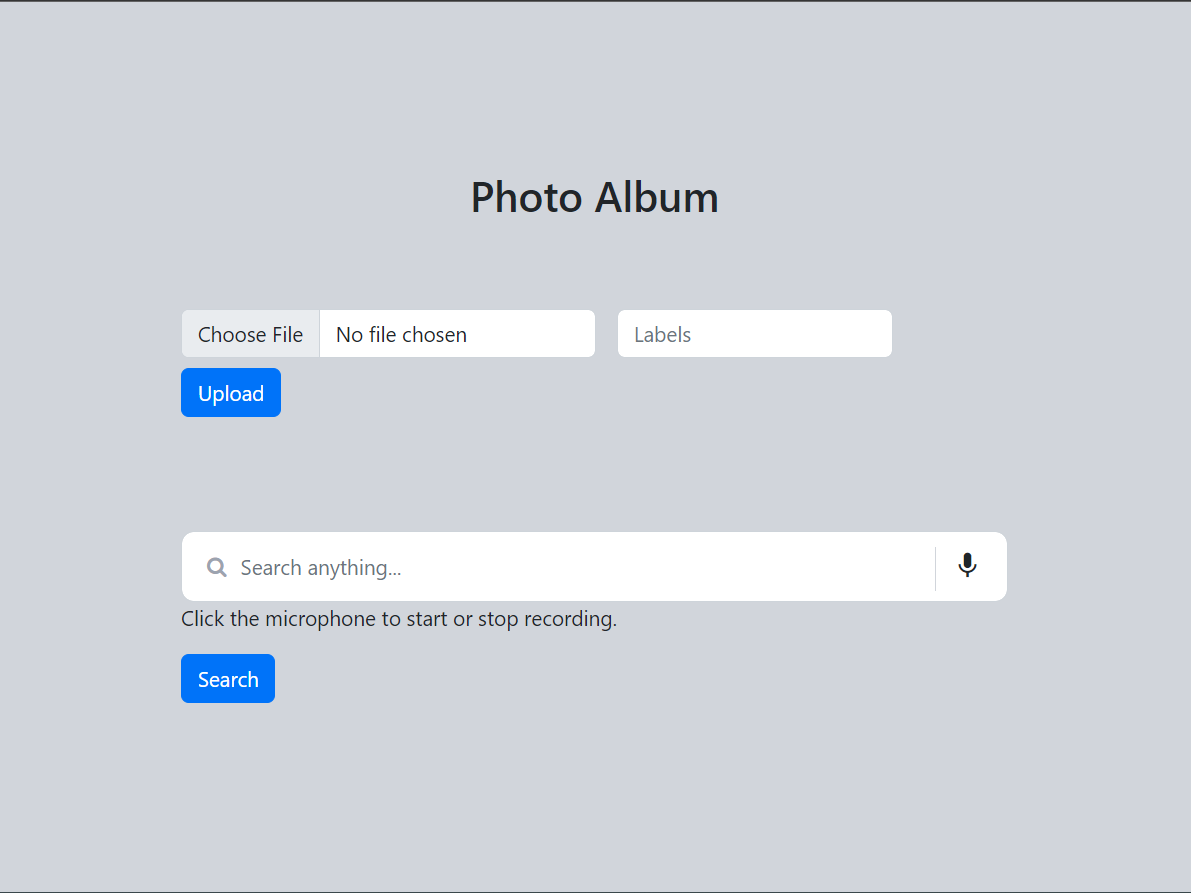 Photo Album
Choose File No file chosen Labels
Upload
Search anything...
Click the microphone to start or stop recording.
Search